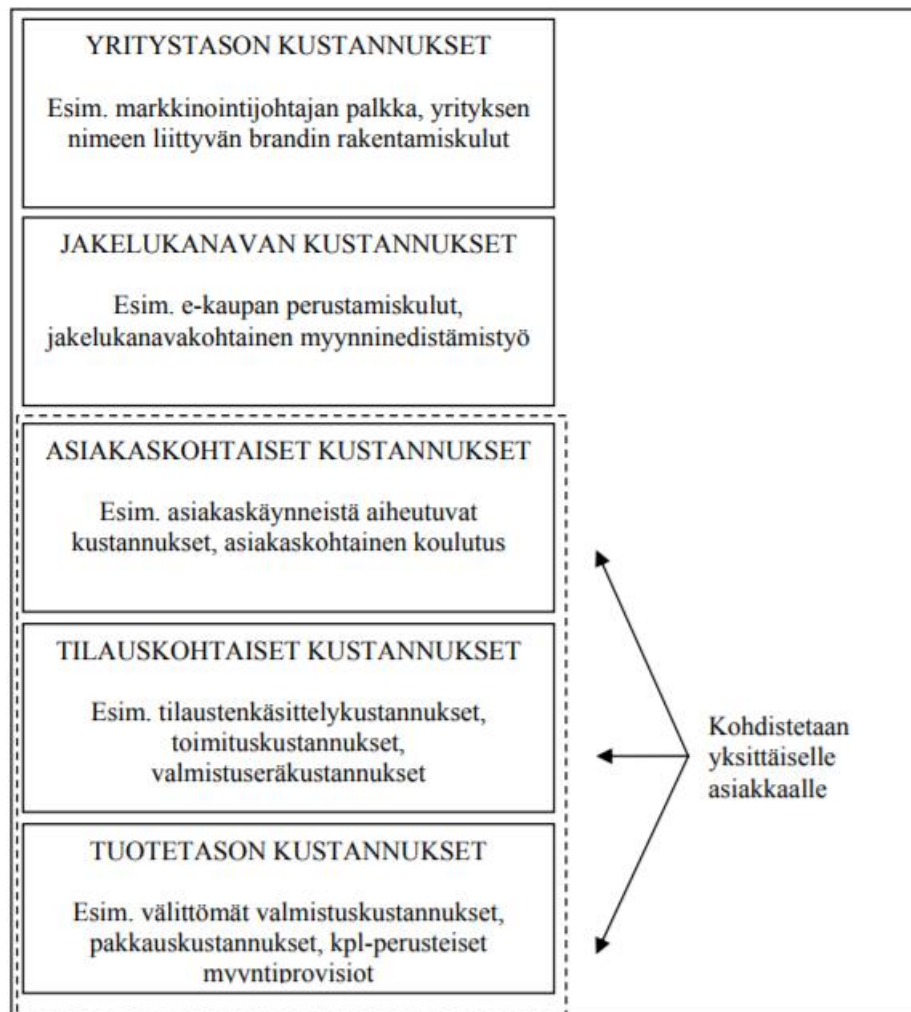 YRITYSTASON KUSTANNUKSET
Esim. markkinointijohtajan palkka, yrityksen
nimeen liittyvän brandin rakentamiskulut
JAKELUKANAVAN KUSTANNUKSET
Esim. e-kaupan perustamiskulut,
jakelukanavakohtainen myynninedistämistyö
ASIAKASKOHTAISET KUSTANNUKSET
Esim. asiakaskäynneistä aiheutuvat
kustannukset, asiakaskohtainen koulutus
TILAUSKOHTAISET KUSTANNUKSET
Esim. tilaustenkäsittelykustannukset,
toimituskustannukset,
valmistuseräkustannukset
Kohdistetaan
yksittäiselle
asiakkaalle
TUOTETASON KUSTANNUKSET
Esim. välittömät valmistuskustannukset,
pakkauskustannukset, kpl-perusteiset
myyntiprovisiot